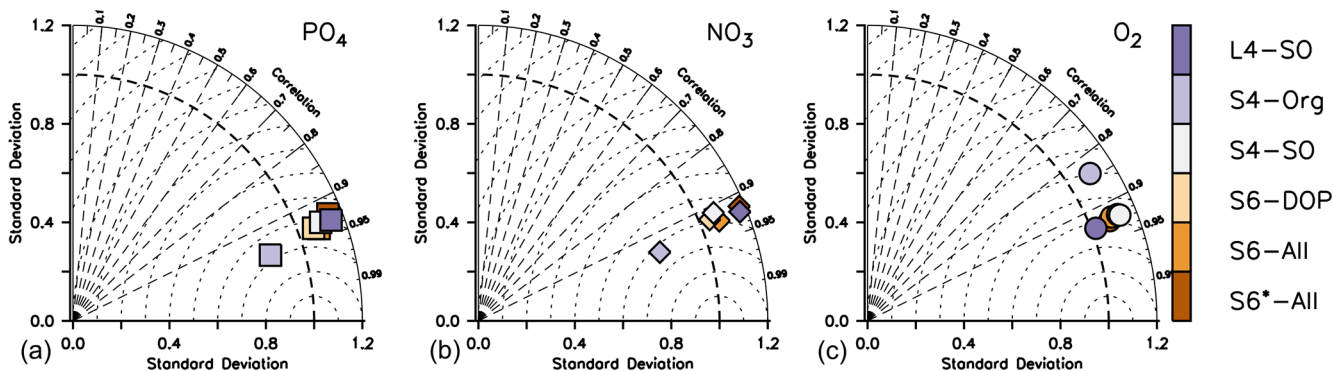 PO4
1.2
0.8
0.4
0.0
Standard Deviation
0.1
0.2
0.3
0.4
0.5
0.6
0.7
0.8
0.9
0.95
0.99
Correlation
0.0 0.4 0.8 1.2
Standard Deviation
(a)
NO3
1.2
0.8
0.4
0.0
Standard Deviation
0.1
0.2
0.3
0.4
0.5
0.6
0.7
0.8
0.9
0.95
0.99
Correlation
0.0 0.4 0.8 1.2
Standard Deviation
(b)
O2
1.2
0.8
0.4
0.0
Standard Deviation
0.1
0.2
0.3
0.4
0.5
0.6
0.7
0.8
0.9
0.95
0.99
Correlation
0.0 0.4 0.8 1.2
Standard Deviation
(c)
L4-SO
S4-Org
S4-SO
S6-DOP
S6-All
S6*-All